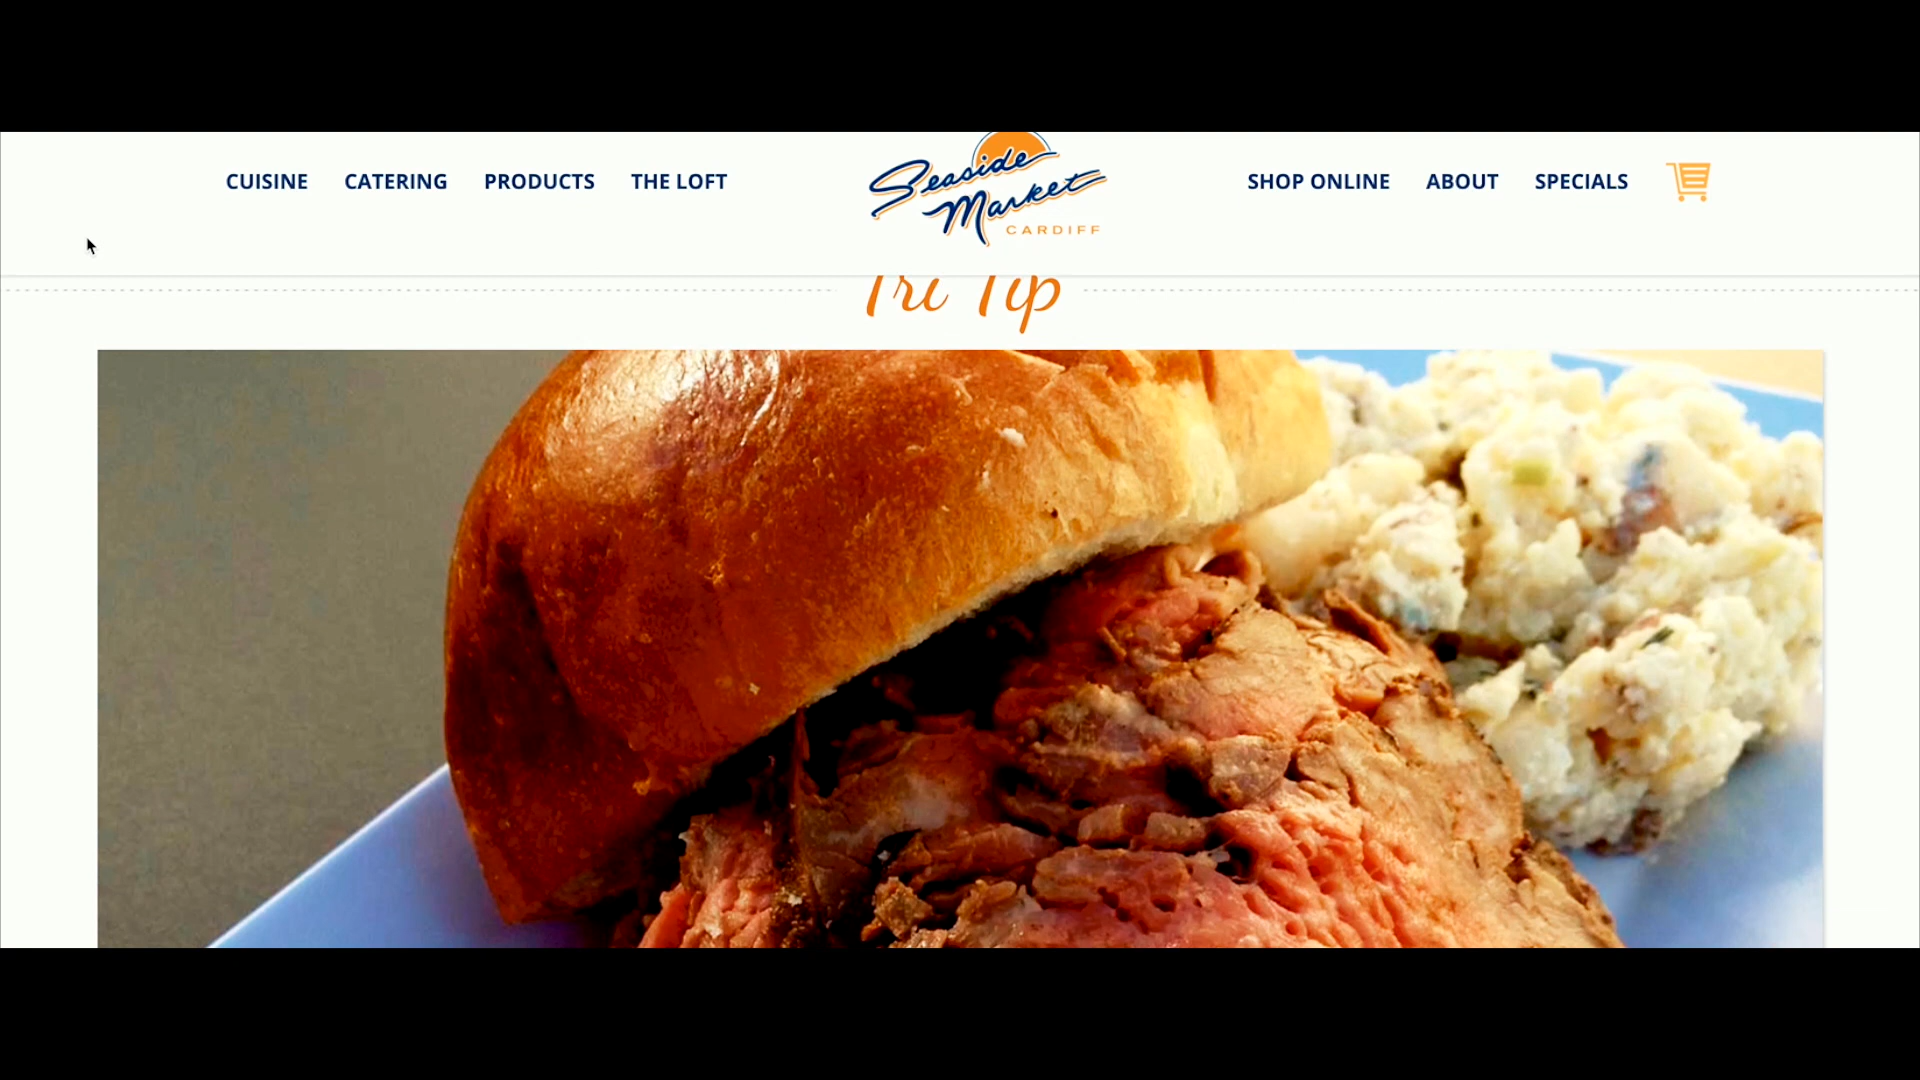 CUISINE CATERING PRODUCTS THE LOFT
Seaside
Market
CARDIFF
SHOP ONLINE ABOUT SPECIALS
Tri Tip